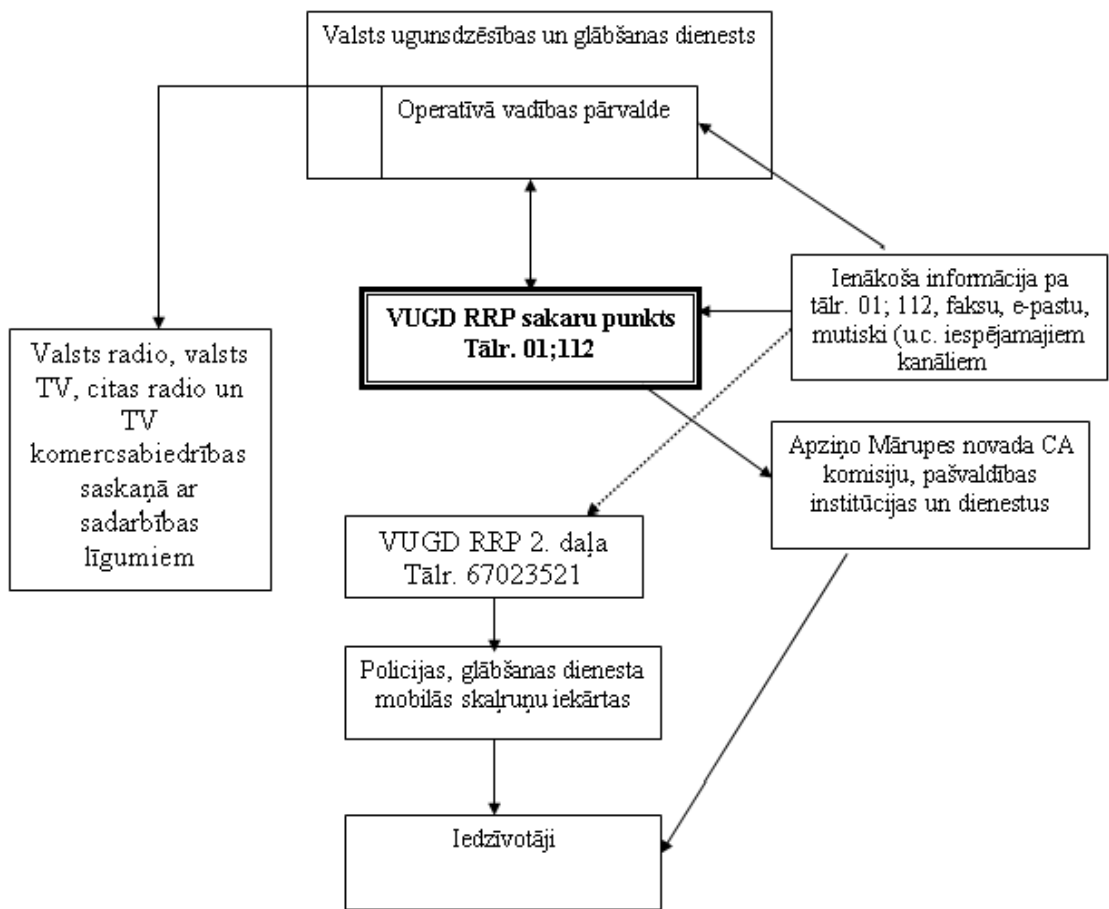 Valsts ugunsdzēsības un glābšanas dienests
Operatīvā vadības pārvalde
Ienākoša informācija pa
tālr. 01; 112, faksu, e-pastu,
mutiski (u.c. iespējamajiem
kanāliem
VUGD RRP sakaru punkts
Tālr. 01;112
Valsts radio, valsts
TV, citas radio un
TV
komercsabiedrības
saskaņā ar
sadarbības
līgumiem
Apziņo Mārupes novada CA
komisiju, pašvaldības
institūcijas un dienestus
VUGD RRP 2. daļa
Tālr. 67023521
Policijas, glābšanas dienesta
mobilās skaļruņu iekārtas
Iedzīvotāji